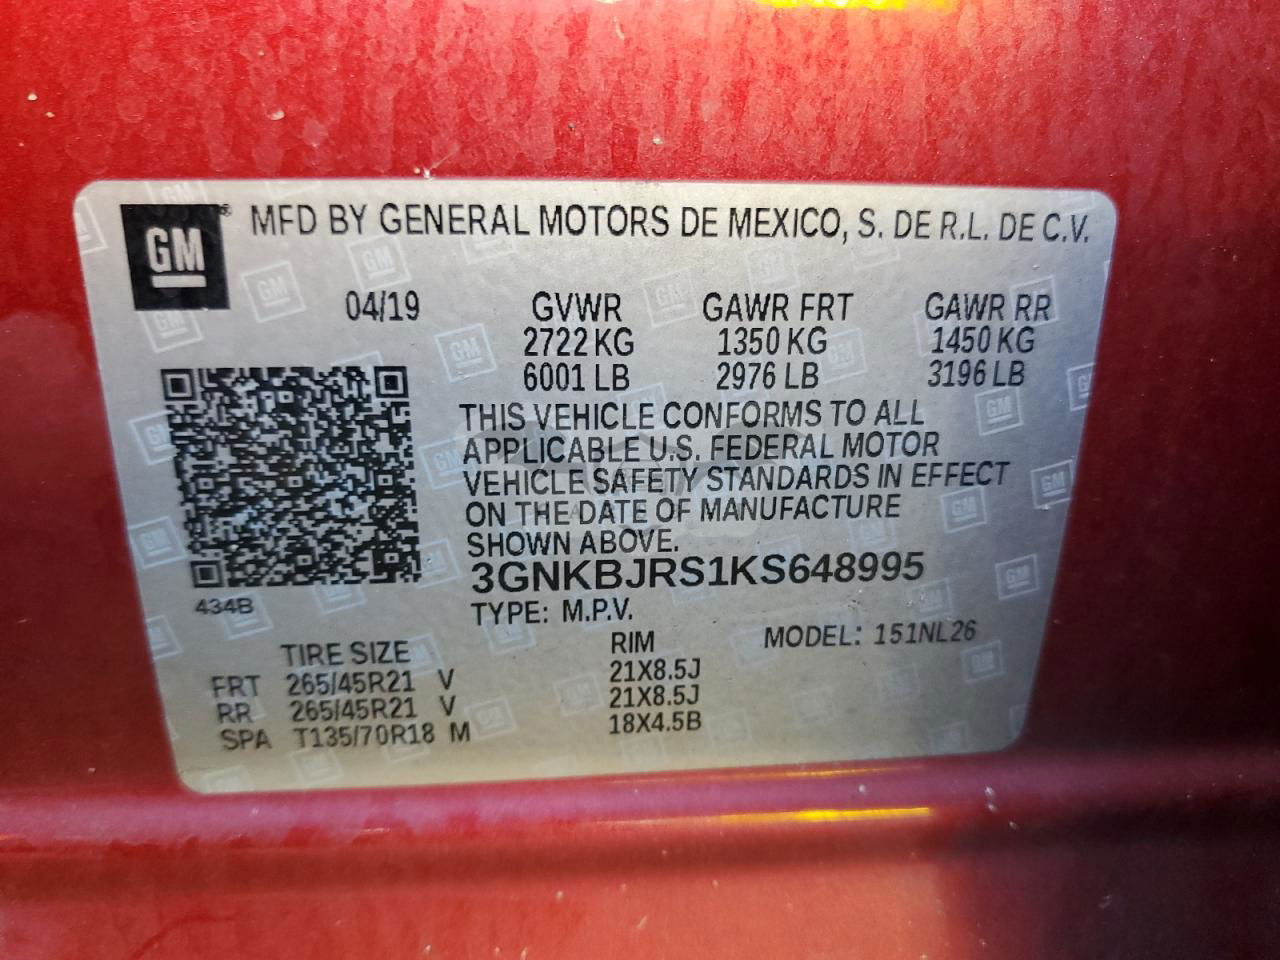 GM ® MFD BY GENERAL MOTORS DE MEXICO, S. DE R.L. DE C.V.
04/19 GVWR GAWR FRT GAWR RR
2722 KG 1350 KG 1450 KG
6001 LB 2976 LB 3196 LB
THIS VEHICLE CONFORMS TO ALL
APPLICABLE U.S. FEDERAL MOTOR
VEHICLE SAFETY STANDARDS IN EFFECT
ON THE DATE OF MANUFACTURE
SHOWN ABOVE.
3GNKBJRS1KS648995
434B
TYPE: M.P.V.
TIRE SIZE RIM MODEL: 151NL26
FRT 265/45R21 V 21X8.5J
RR 265/45R21 V 21X8.5J
SPA T135/70R18 M 18X4.5B